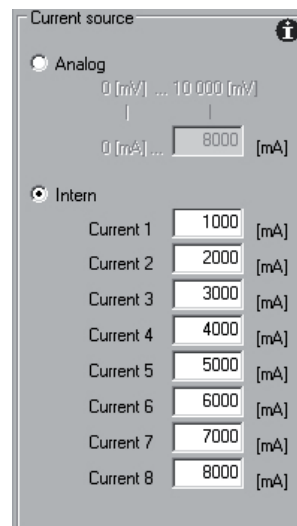 Current source
i
Analog
0 [mV] ... 10 000 [mV]
| |
0 [mA] ... 8000 [mA]
Intern
Current 1 1000 [mA]
Current 2 2000 [mA]
Current 3 3000 [mA]
Current 4 4000 [mA]
Current 5 5000 [mA]
Current 6 6000 [mA]
Current 7 7000 [mA]
Current 8 8000 [mA]